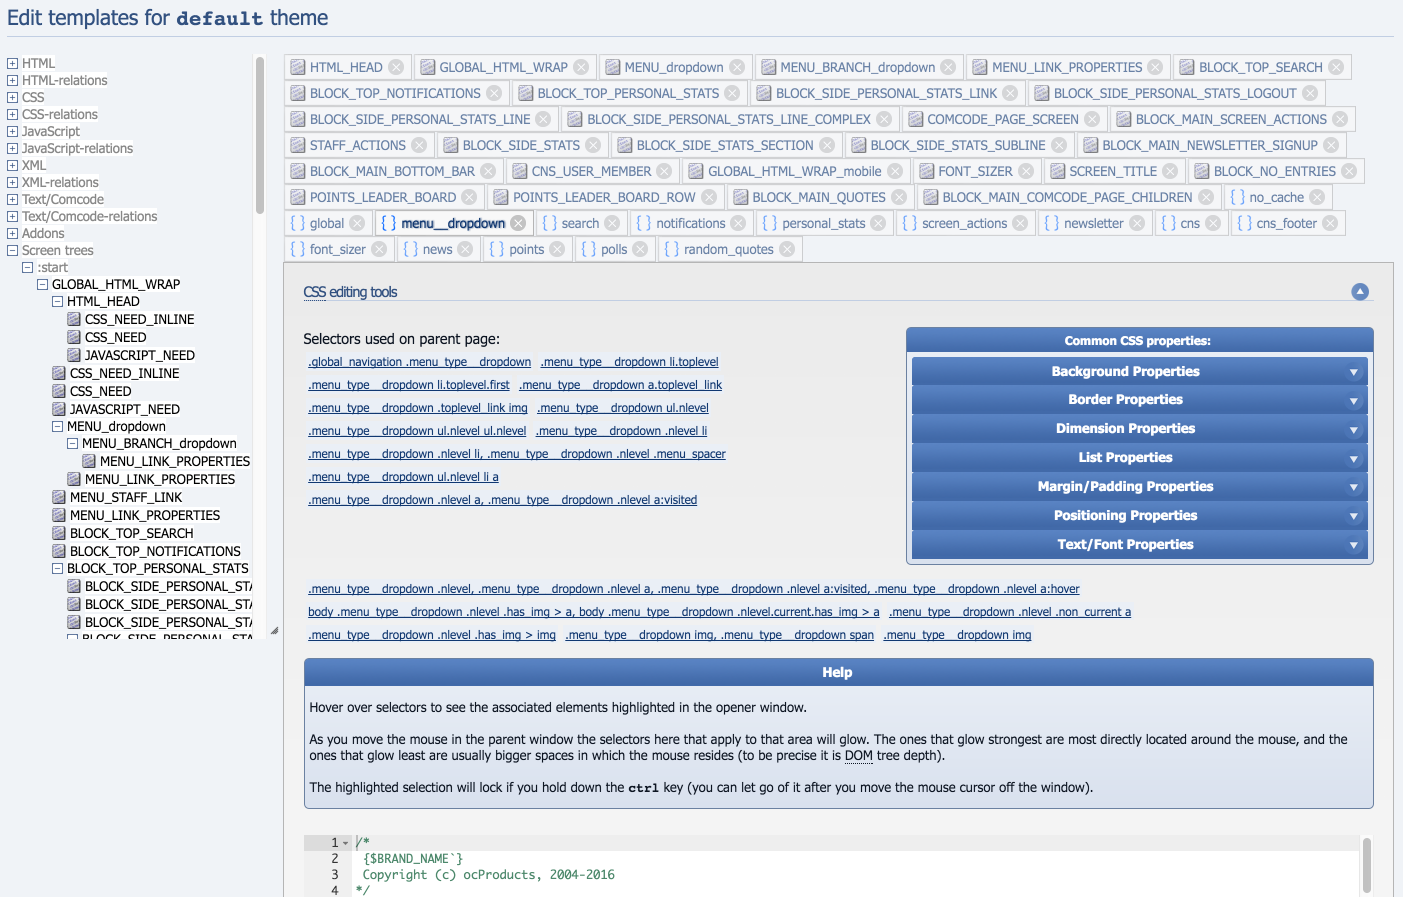 Edit templates for default theme
HTML
HTML-relations
CSS
CSS-relations
JavaScript
JavaScript-relations
XML
XML-relations
Text/Comcode
Text/Comcode-relations
Addons
Screen trees
:start
GLOBAL_HTML_WRAP
HTML_HEAD
CSS_NEED_INLINE
CSS_NEED
JAVASCRIPT_NEED
CSS_NEED_INLINE
CSS_NEED
JAVASCRIPT_NEED
MENU_dropdown
MENU_BRANCH_dropdown
MENU_LINK_PROPERTIES
MENU_LINK_PROPERTIES
MENU_STAFF_LINK
MENU_LINK_PROPERTIES
BLOCK_TOP_SEARCH
BLOCK_TOP_NOTIFICATIONS
BLOCK_TOP_PERSONAL_STATS
BLOCK_SIDE_PERSONAL_STA
BLOCK_SIDE_PERSONAL_STA
BLOCK_SIDE_PERSONAL_STA
BLOCK_SIDE_PERSONAL_STA
HTML_HEAD GLOBAL_HTML_WRAP MENU_dropdown MENU_BRANCH_dropdown MENU_LINK_PROPERTIES BLOCK_TOP_SEARCH
BLOCK_TOP_NOTIFICATIONS BLOCK_TOP_PERSONAL_STATS BLOCK_SIDE_PERSONAL_STATS_LINK BLOCK_SIDE_PERSONAL_STATS_LOGOUT
BLOCK_SIDE_PERSONAL_STATS_LINE BLOCK_SIDE_PERSONAL_STATS_LINE_COMPLEX COMCODE_PAGE_SCREEN BLOCK_MAIN_SCREEN_ACTIONS
STAFF_ACTIONS BLOCK_SIDE_STATS BLOCK_SIDE_STATS_SECTION BLOCK_SIDE_STATS_SUBLINE BLOCK_MAIN_NEWSLETTER_SIGNUP
BLOCK_MAIN_BOTTOM_BAR CNS_USER_MEMBER GLOBAL_HTML_WRAP_mobile FONT_SIZER SCREEN_TITLE BLOCK_NO_ENTRIES
POINTS_LEADER_BOARD POINTS_LEADER_BOARD_ROW BLOCK_MAIN_QUOTES BLOCK_MAIN_COMCODE_PAGE_CHILDREN {} no_cache
{} global {} menu__dropdown {} search {} notifications {} personal_stats {} screen_actions {} newsletter {} cns {} cns_footer
{} font_sizer {} news {} points {} polls {} random_quotes
CSS editing tools
Selectors used on parent page:
.global_navigation .menu_type__dropdown .menu_type__dropdown li.toplevel
.menu_type__dropdown li.toplevel.first .menu_type__dropdown a.toplevel_link
.menu_type__dropdown .toplevel_link img .menu_type__dropdown ul.nlevel
.menu_type__dropdown ul.nlevel ul.nlevel .menu_type__dropdown .nlevel li
.menu_type__dropdown .nlevel li, .menu_type__dropdown .nlevel .menu_spacer
.menu_type__dropdown ul.nlevel li a
.menu_type__dropdown .nlevel a, .menu_type__dropdown .nlevel a:visited
Common CSS properties:
Background Properties
Border Properties
Dimension Properties
List Properties
Margin/Padding Properties
Positioning Properties
Text/Font Properties
.menu_type__dropdown .nlevel, .menu_type__dropdown .nlevel a, .menu_type__dropdown .nlevel a:visited, .menu_type__dropdown .nlevel a:hover
body .menu_type__dropdown .nlevel .has_img > a, body .menu_type__dropdown .nlevel.current.has_img > a .menu_type__dropdown .nlevel .non_current a
.menu_type__dropdown .nlevel .has_img > img .menu_type__dropdown img, .menu_type__dropdown span .menu_type__dropdown img
Help
Hover over selectors to see the associated elements highlighted in the opener window.
As you move the mouse in the parent window the selectors here that apply to that area will glow. The ones that glow strongest are most directly located around the mouse, and the
ones that glow least are usually bigger spaces in which the mouse resides (to be precise it is DOM tree depth).
The highlighted selection will lock if you hold down the ctrl key (you can let go of it after you move the mouse cursor off the window).
1 /*
2 {$BRAND_NAME`}
3 Copyright (c) ocProducts, 2004-2016
4 */